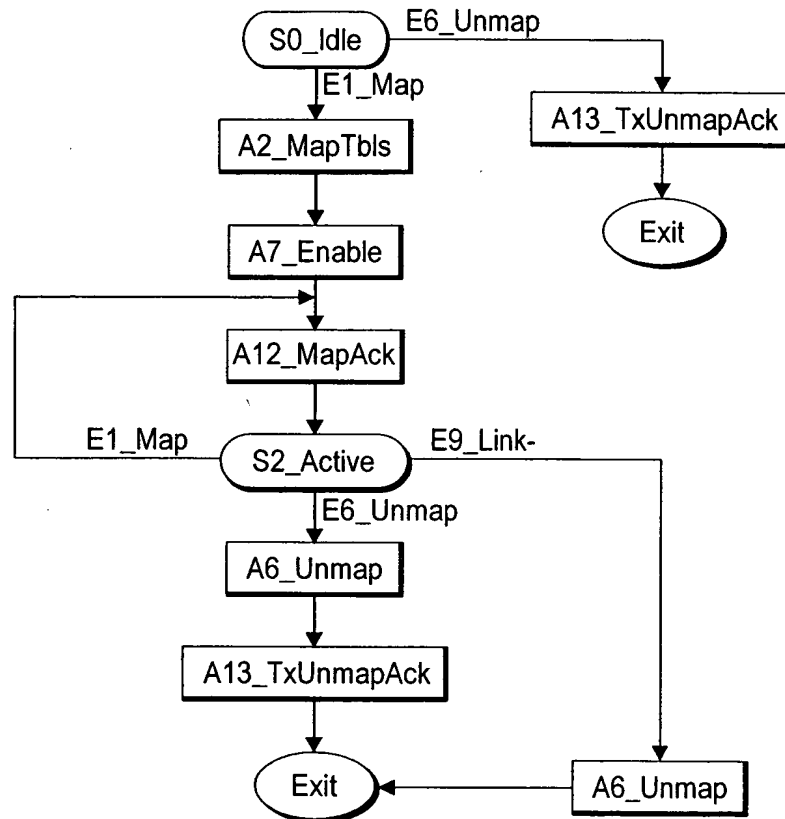 S0_Idle
E6_Unmap
E1_Map
A2_MapTbls
A13_TxUnmapAck
A7_Enable
Exit
A12_MapAck
E1_Map
S2_Active
E9_Link-
E6_Unmap
A6_Unmap
A13_TxUnmapAck
Exit
A6_Unmap